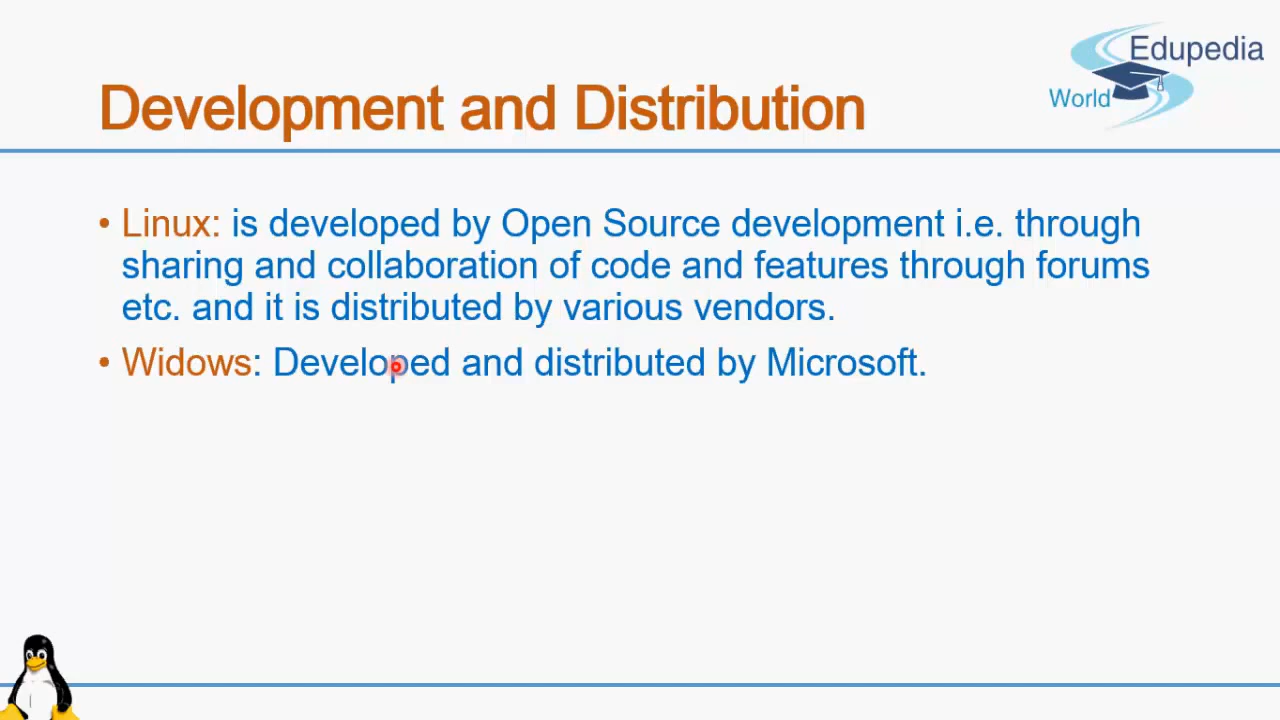 Edupedia
World
Development and Distribution
• Linux: is developed by Open Source development i.e. through
sharing and collaboration of code and features through forums
etc. and it is distributed by various vendors.
• Widows: Developed and distributed by Microsoft.